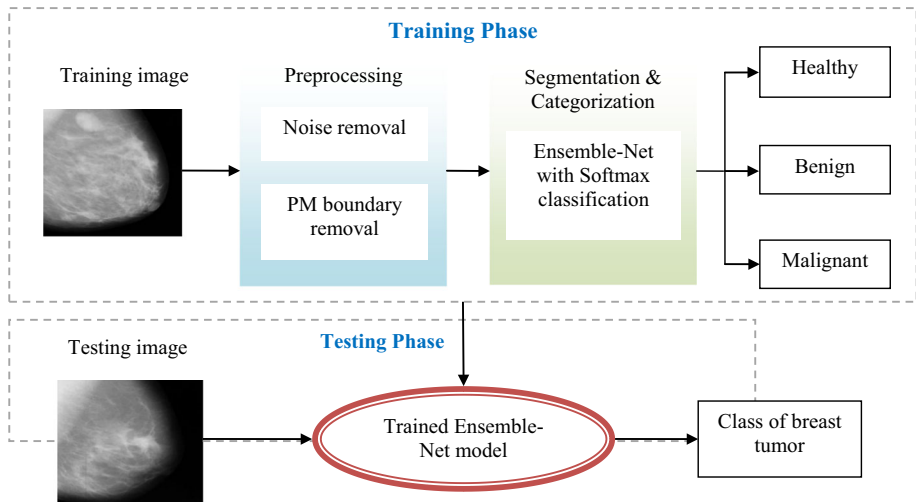 Training Phase
Training image
Preprocessing
Noise removal
PM boundary
removal
Segmentation &
Categorization
Ensemble-Net
with Softmax
classification
Healthy
Benign
Malignant
Testing Phase
Testing image
Trained Ensemble-
Net model
Class of breast
tumor